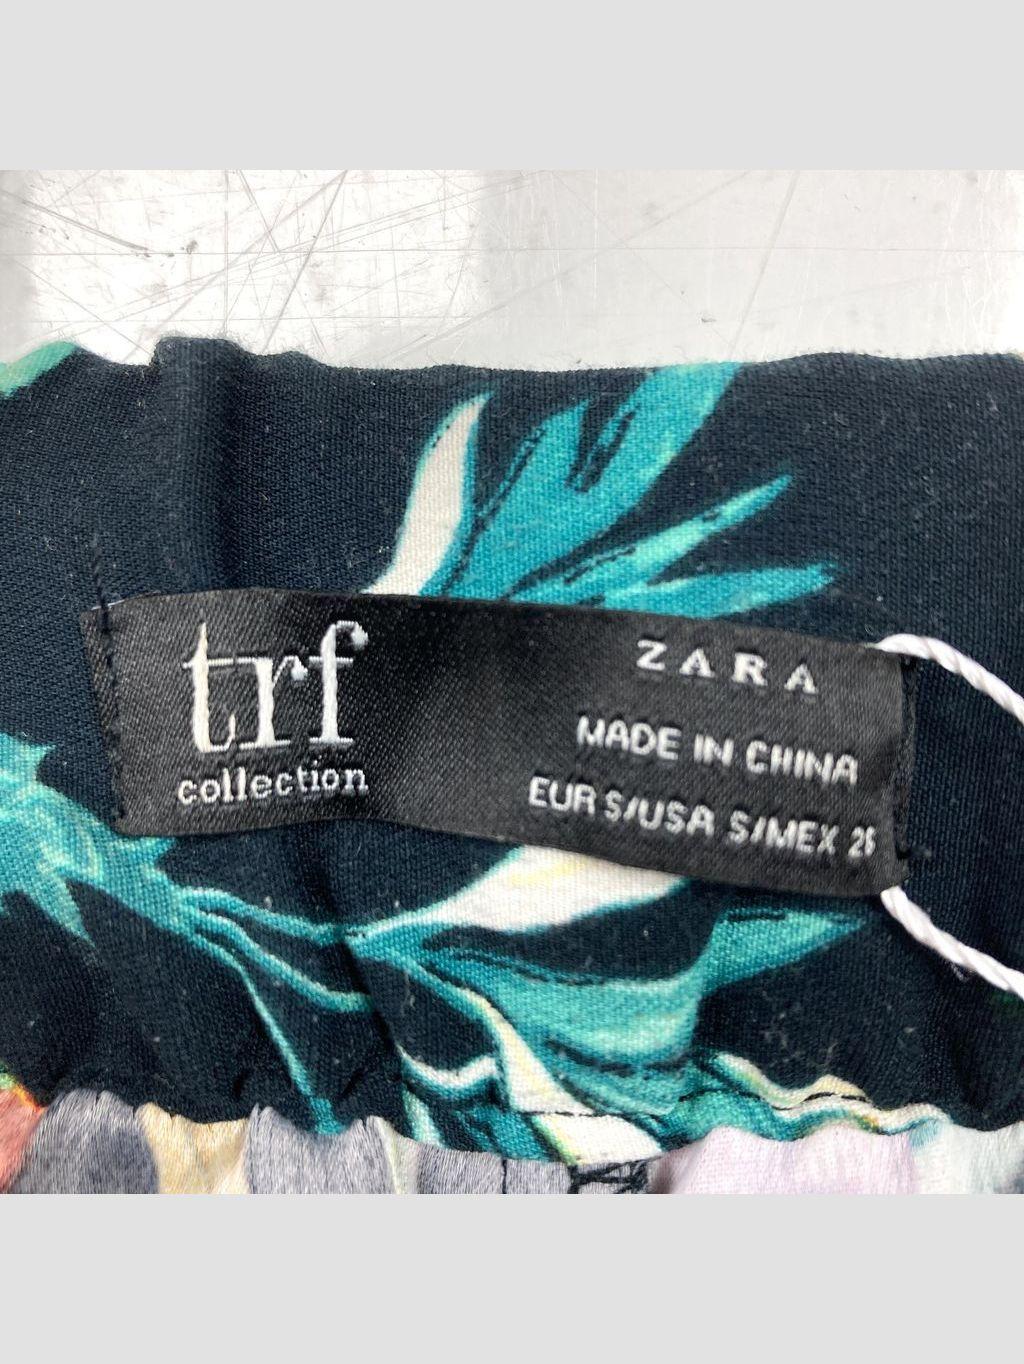 trf
collection
ZARA
MADE IN CHINA
EUR S/USA S/MEX 26